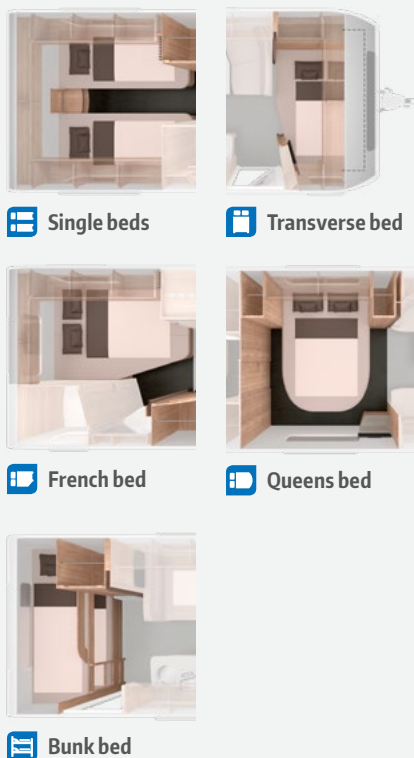 Single beds
Transverse bed
French bed
Queens bed
Bunk bed